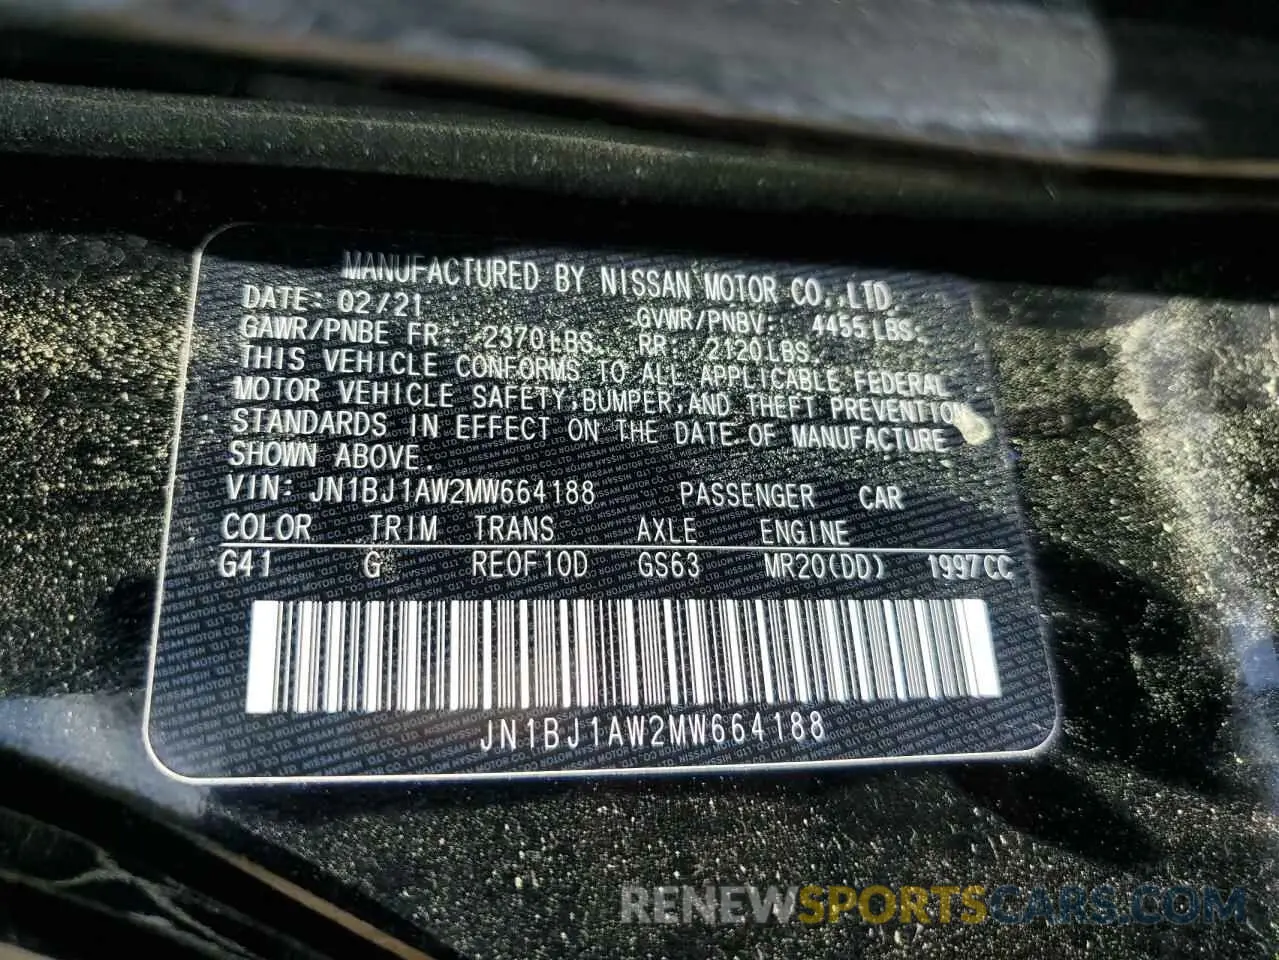 MANUFACTURED BY NISSAN MOTOR CO.,LTD.
DATE: 02/21 GVWR/PNBV: 4455LBS.
GAWR/PNBE FR: 2370LBS. RR: 2120LBS.
THIS VEHICLE CONFORMS TO ALL APPLICABLE FEDERAL
MOTOR VEHICLE SAFETY,BUMPER,AND THEFT PREVENTION
STANDARDS IN EFFECT ON THE DATE OF MANUFACTURE
SHOWN ABOVE.
VIN: JN1BJ1AW2MW664188 PASSENGER CAR
COLOR TRIM TRANS AXLE ENGINE
G41 G RE0F10D GS63 MR20(DD) 1997CC
JN1BJ1AW2MW664188
RENEWSPORTSCARS.COM